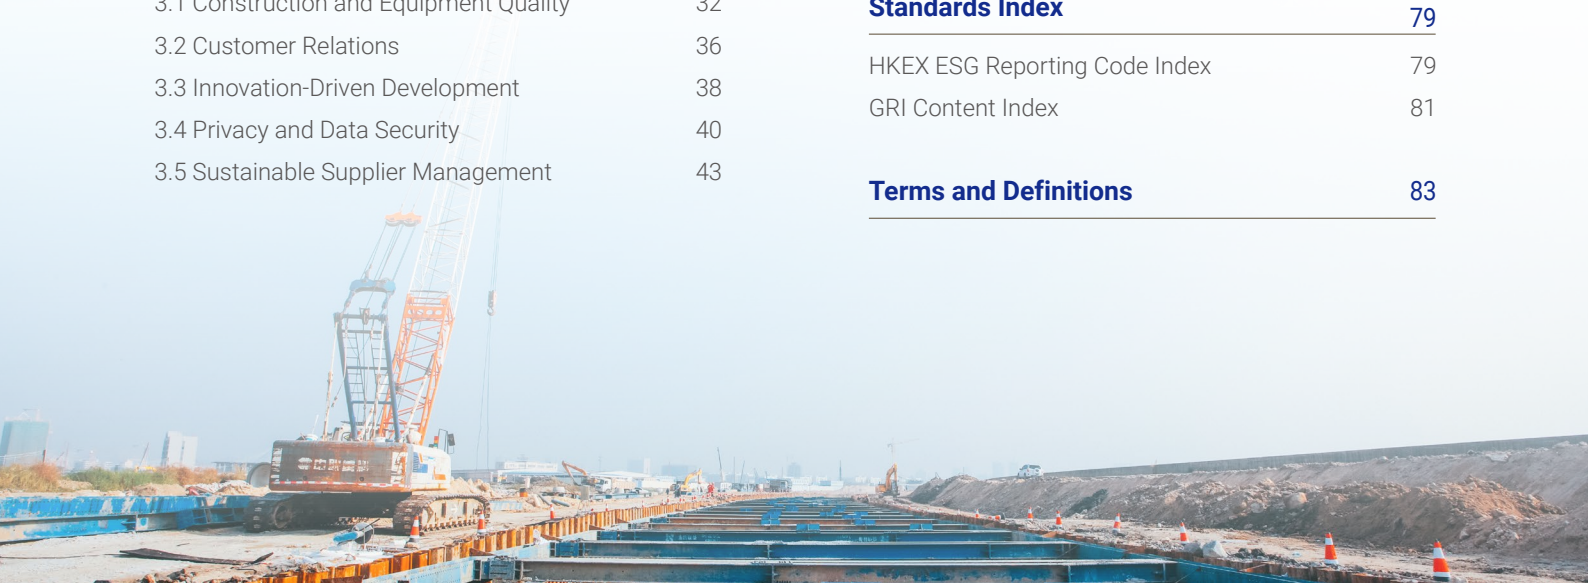 3.1 Construction and Equipment Quality 32
3.2 Customer Relations 36
3.3 Innovation-Driven Development 38
3.4 Privacy and Data Security 40
3.5 Sustainable Supplier Management 43
Standards Index 79
HKEX ESG Reporting Code Index 79
GRI Content Index 81
Terms and Definitions 83